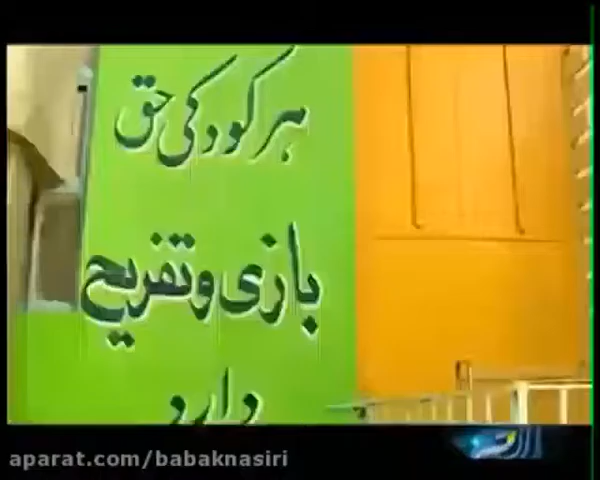 هر کودکی حق
بازی و تفریح
دارد
aparat.com/babaknasiri